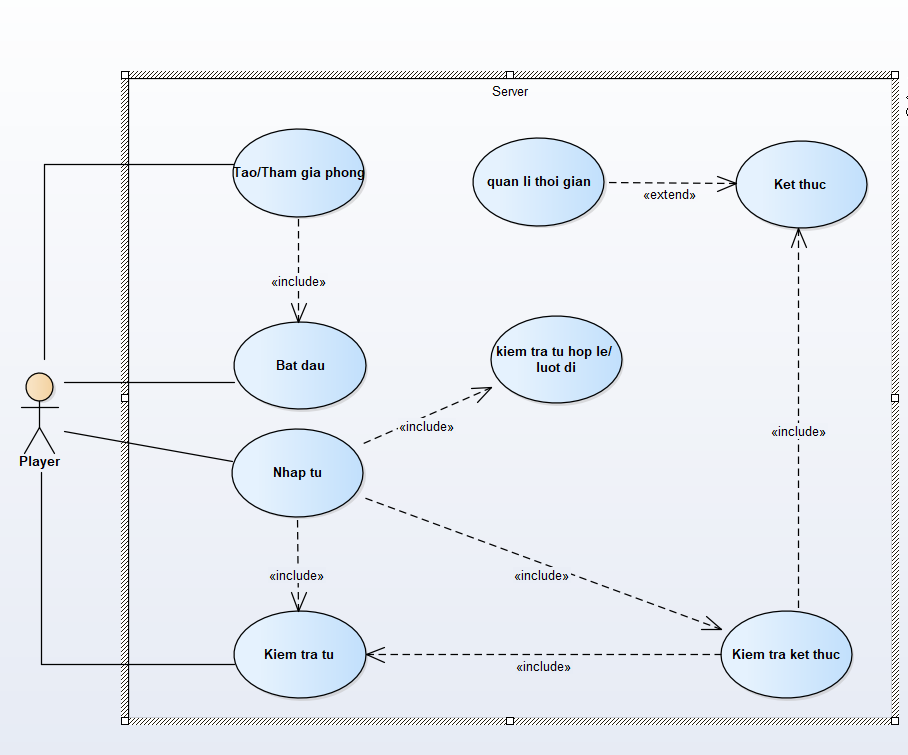 Server
Tao/Tham gia phong
quan li thoi gian
Ket thuc
«extend»
«include»
Bat dau
kiem tra tu hop le/
luot di
«include»
«include»
Player
Nhap tu
«include»
«include»
Kiem tra tu
Kiem tra ket thuc
«include»